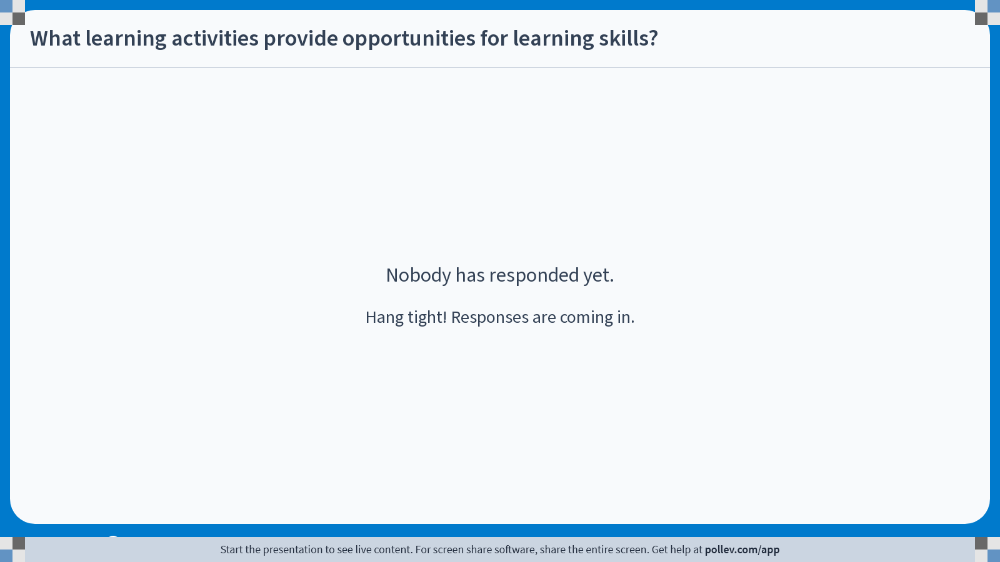 What learning activities provide opportunities for learning skills?
Nobody has responded yet.
Hang tight! Responses are coming in.
Start the presentation to see live content. For screen share software, share the entire screen. Get help at pollev.com/app